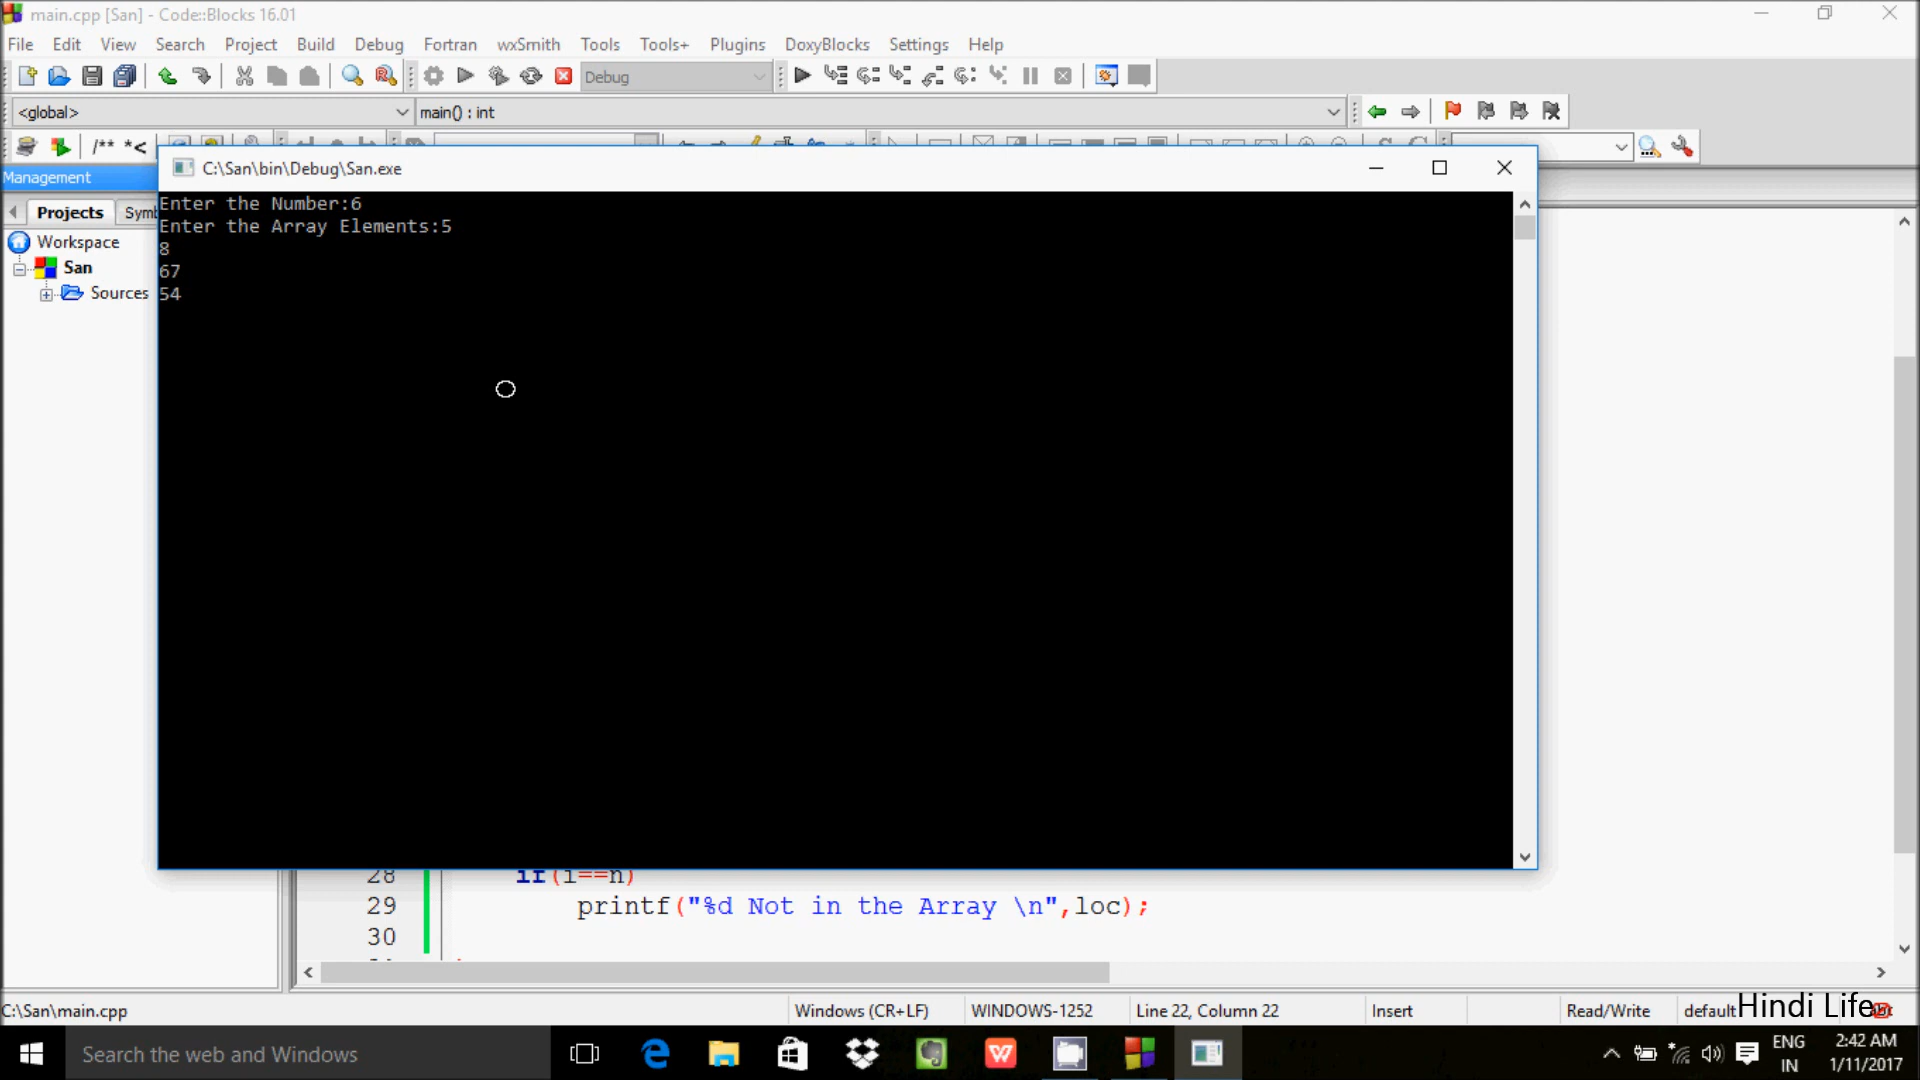 main.cpp [San] - Code::Blocks 16.01
File Edit View Search Project Build Debug Fortran wxSmith Tools Tools+ Plugins DoxyBlocks Settings Help
Debug
<global> main() : int
/** *<
Management
C:\San\bin\Debug\San.exe
Projects Symb
Enter the Number:6
Enter the Array Elements:5
8
67
54
Workspace
San
Sources
28 if(i==n)
29 printf("%d Not in the Array \n",loc);
30
C:\San\main.cpp Windows (CR+LF) WINDOWS-1252 Line 22, Column 22 Insert Read/Write default
Hindi Life
Search the web and Windows
ENG
IN
2:42 AM
1/11/2017